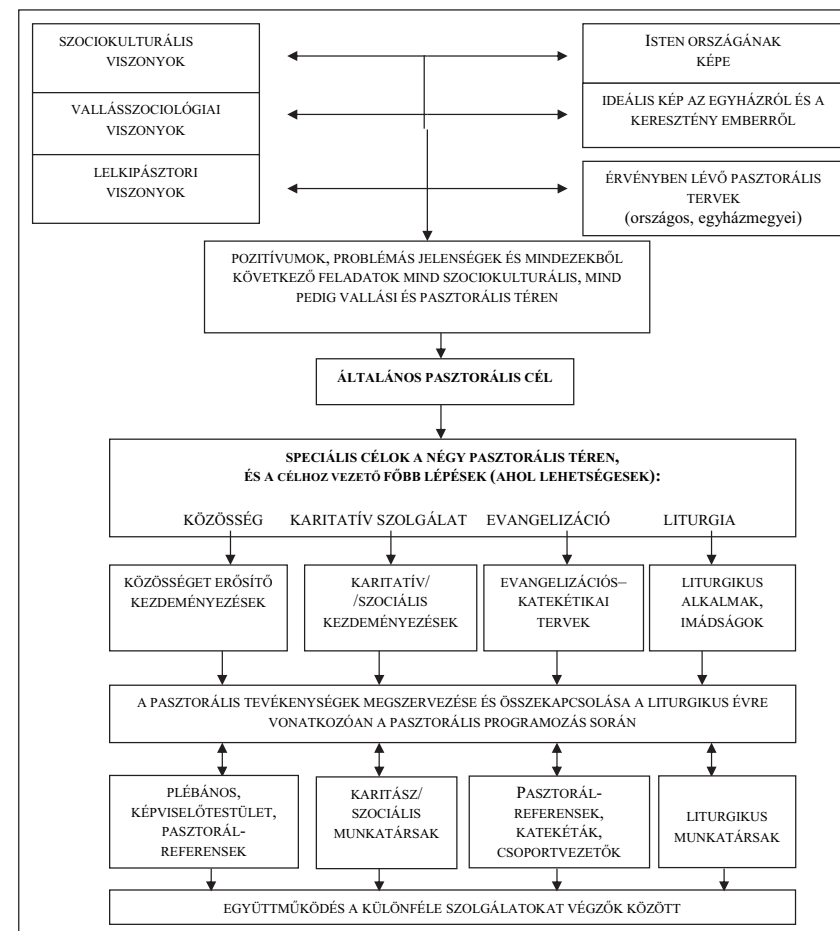 SZOCIOKULTURÁLIS
VISZONYOK
ISTEN ORSZÁGÁNAK
KÉPE
VALLÁSSZOCIOLÓGIAI
VISZONYOK
IDEÁLIS KÉP AZ EGYHÁZRÓL ÉS A
KERESZTÉNY EMBERRŐL
LELKIPÁSZTORI
VISZONYOK
ÉRVÉNYBEN LÉVŐ PASZTORÁLIS
TERVEK
(országos, egyházmegyei)
POZITÍVUMOK, PROBLÉMÁS JELENSÉGEK ÉS MINDEZEKBŐL
KÖVETKEZŐ FELADATOK MIND SZOCIOKULTURÁLIS, MIND
PEDIG VALLÁSI ÉS PASZTORÁLIS TÉREN
ÁLTALÁNOS PASZTORÁLIS CÉL
SPECIÁLIS CÉLOK A NÉGY PASZTORÁLIS TÉREN,
ÉS A CÉLHOZ VEZETŐ FŐBB LÉPÉSEK (AHOL LEHETSÉGESEK):
KÖZÖSSÉG KARITATÍV SZOLGÁLAT EVANGELIZÁCIÓ LITURGIA
KÖZÖSSÉGET ERŐSÍTŐ
KEZDEMÉNYEZÉSEK
KARITATÍV/
/SZOCIÁLIS
KEZDEMÉNYEZÉSEK
EVANGELIZÁCIÓS–
KATEKÉTIKAI
TERVEK
LITURGIKUS
ALKALMAK,
IMÁDSÁGOK
A PASZTORÁLIS TEVÉKENYSÉGEK MEGSZERVEZÉSE ÉS ÖSSZEKAPCSOLÁSA A LITURGIKUS ÉVRE
VONATKOZÓAN A PASZTORÁLIS PROGRAMOZÁS SORÁN
PLÉBÁNOS,
KÉPVISELŐTESTÜLET,
PASZTORÁL-
REFERENSEK
KARITÁSZ/
SZOCIÁLIS
MUNKATÁRSAK
PASZTORÁL-
REFERENSEK,
KATEKÉTÁK,
CSOPORTVEZETŐK
LITURGIKUS
MUNKATÁRSAK
EGYÜTTMŰKÖDÉS A KÜLÖNFÉLE SZOLGÁLATOKAT VÉGZŐK KÖZÖTT